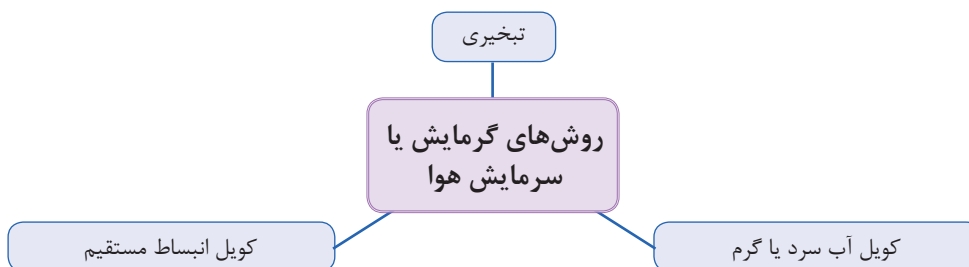 تبخیری
روش‌های گرمایش یا
سرمایش هوا
کویل آب سرد یا گرم
کویل انبساط مستقیم